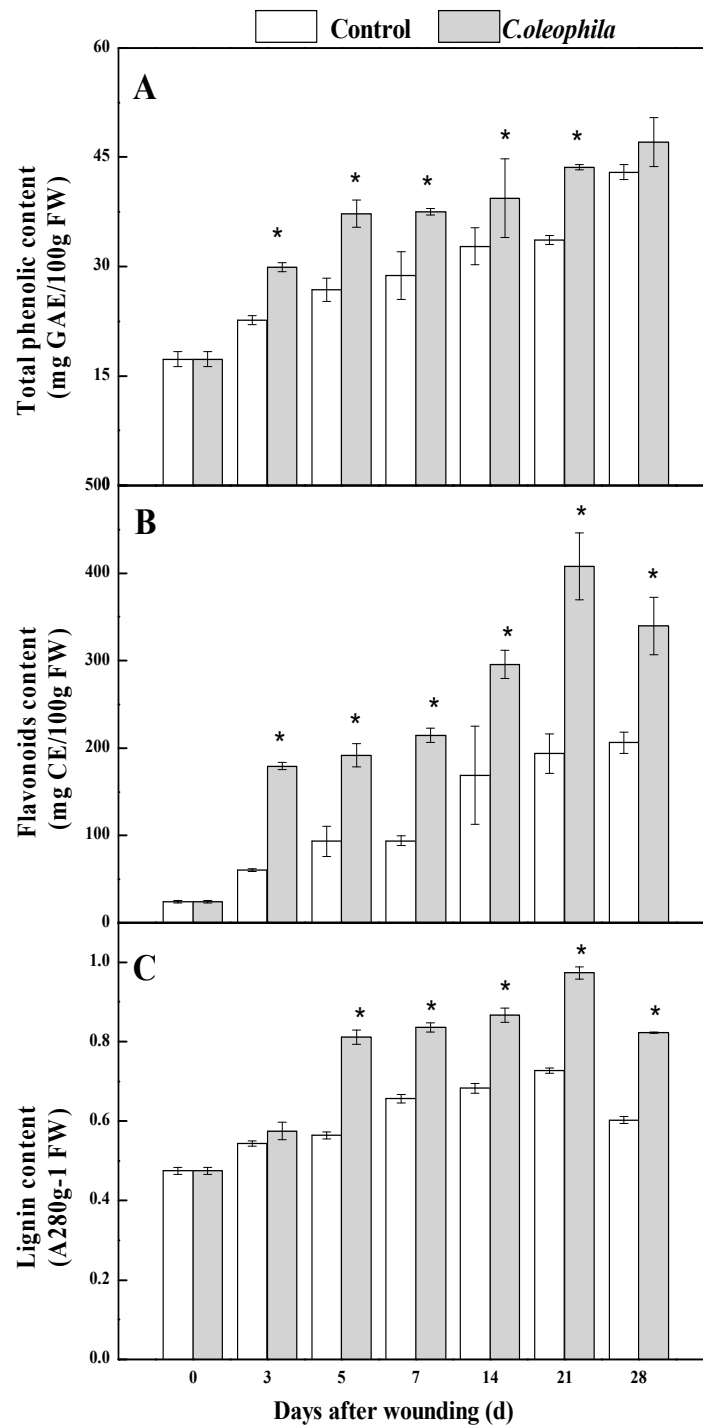 Control C.oleophila
A
60
45
30
15
500
Total phenolic content
(mg GAE/100g FW)
* * * * *
B
400
300
200
100
0
Flavonoids content
(mg CE/100g FW)
* * * * * *
C
1.0
0.8
0.6
0.4
0.2
0.0
Lignin content
(A280g-1 FW)
* * * * *
0 3 5 7 14 21 28
Days after wounding (d)